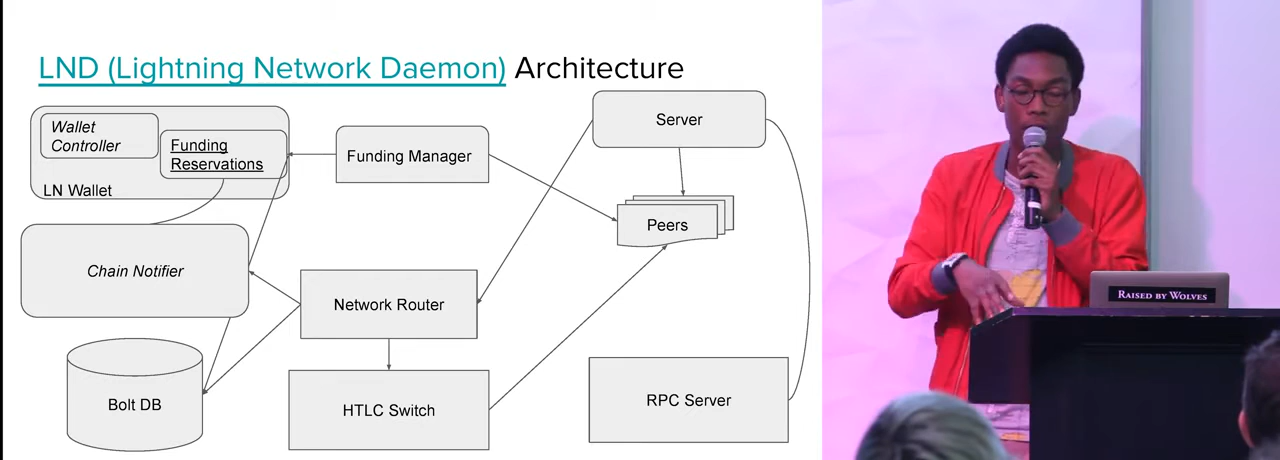 LND (Lightning Network Daemon) Architecture
Wallet
Controller
Funding
Reservations
LN Wallet
Funding Manager
Server
Peers
Chain Notifier
Network Router
Bolt DB
HTLC Switch
RPC Server
RAISED BY WOLVES